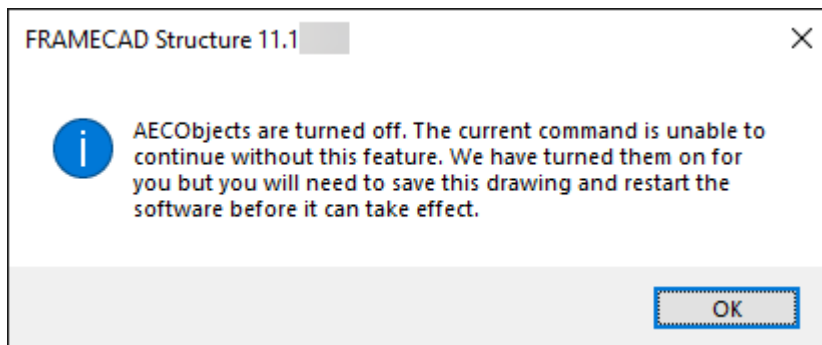 FRAMECAD Structure 11.1
AECObjects are turned off. The current command is unable to
continue without this feature. We have turned them on for
you but you will need to save this drawing and restart the
software before it can take effect.
OK